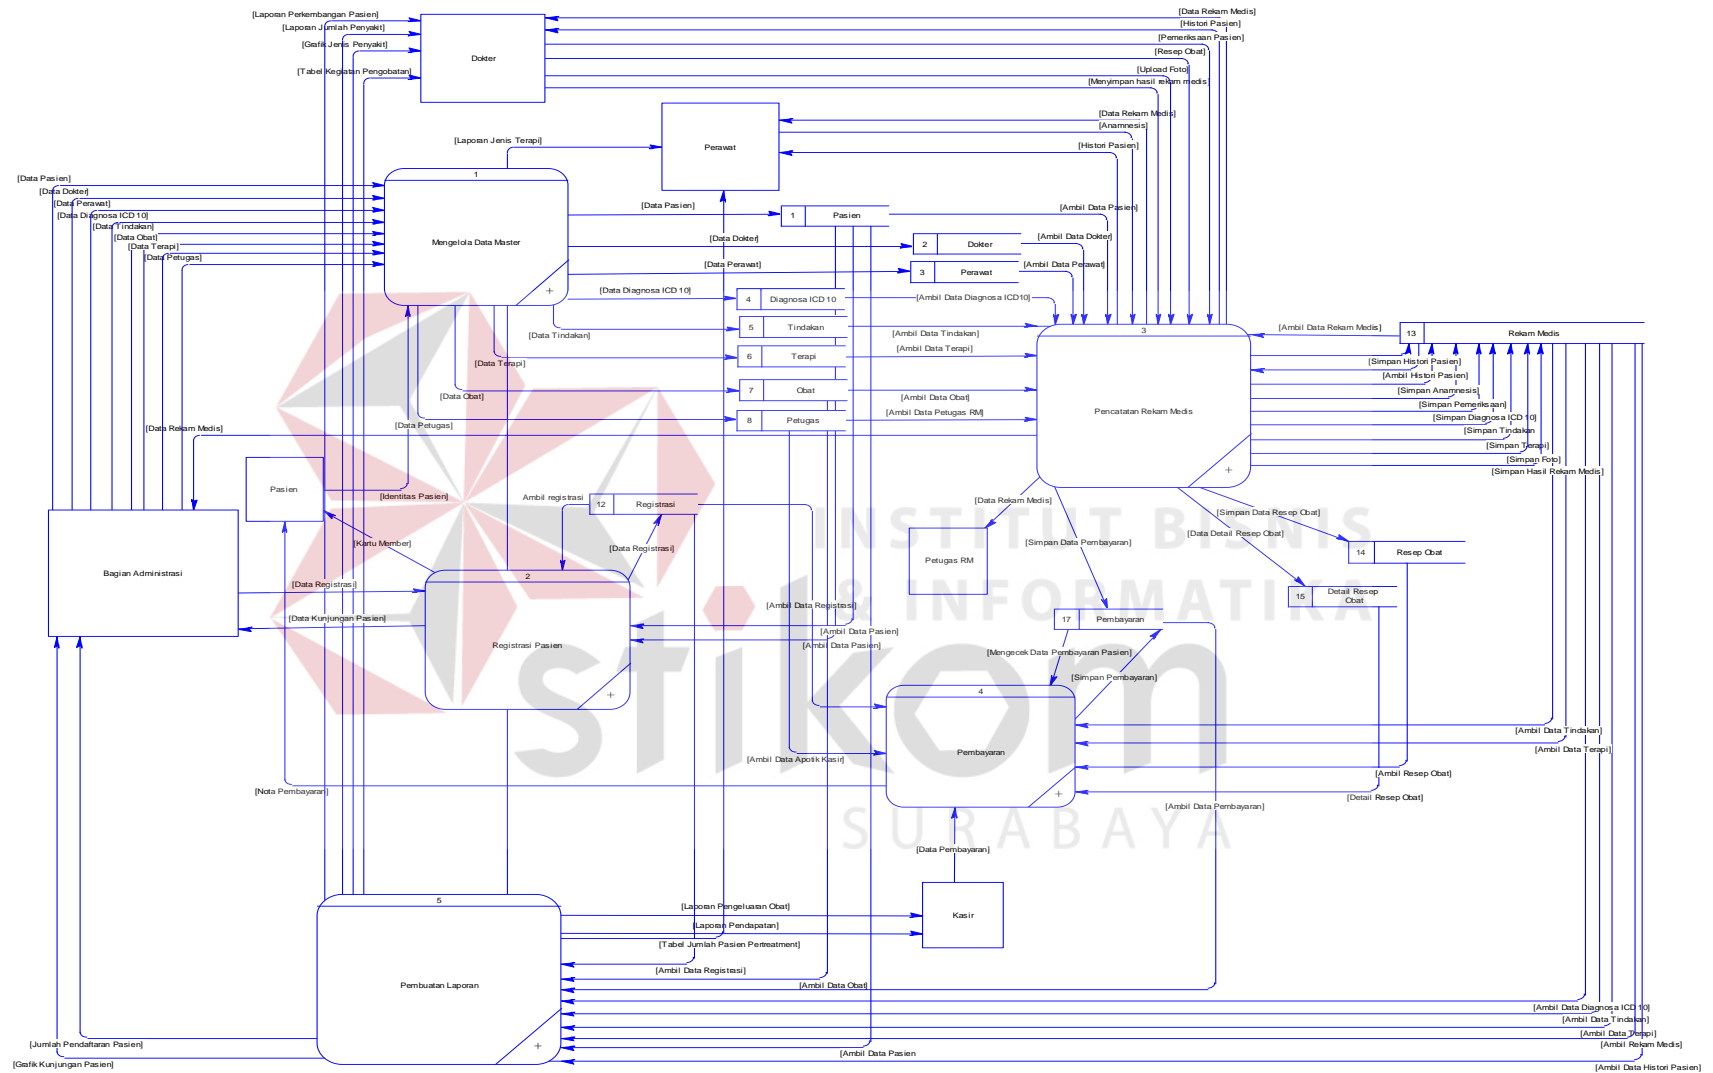 [Laporan Perkembangan Pasien]
[Laporan Jumlah Penyakit]
[Grafik Jenis Penyakit]
[Tabel Kegiatan Pengobatan]
Dokter
[Data Rekam Medis]
[Histori Pasien]
[Pemeriksaan Pasien]
[Resep Obat]
[Upload Foto]
[Menyimpan hasil rekam medis]
[Laporan Jenis Terapi]
Perawat
[Data Rekam Medis]
[Anamnesis]
[Histori Pasien]
[Data Pasien]
[Data Dokter]
[Data Perawat]
[Data Diagnosa ICD 10]
[Data Tindakan]
[Data Obat]
[Data Terapi]
[Data Petugas]
1
Mengelola Data Master
+
[Data Pasien]
[Data Dokter]
[Data Perawat]
[Data Diagnosa ICD 10]
[Data Tindakan]
[Data Terapi]
[Data Obat]
[Data Petugas]
1 Pasien
2 Dokter
3 Perawat
4 Diagnosa ICD 10
5 Tindakan
6 Terapi
7 Obat
8 Petugas
[Ambil Data Pasien]
[Ambil Data Dokter]
[Ambil Data Perawat]
[Ambil Data Diagnosa ICD10]
[Ambil Data Tindakan]
[Ambil Data Terapi]
[Ambil Data Obat]
[Ambil Data Petugas RM]
3
Pencatatan Rekam Medis
+
[Ambil Data Rekam Medis]
13 Rekam Medis
[Simpan Histori Pasien]
[Ambil Histori Pasien]
[Simpan Anamnesis]
[Simpan Pemeriksaan]
[Simpan Diagnosa ICD 10]
[Simpan Tindakan
[Simpan Terapi]
[Simpan Foto]
[Simpan Hasil Rekam Medis]
[Data Rekam Medis]
Pasien
[Identitas Pasien]
[Kartu Member]
Bagian Administrasi
Ambil registrasi
12 Registrasi
[Data Registrasi]
[Data Registrasi]
[Data Kunjungan Pasien]
2
Registrasi Pasien
+
[Data Rekam Medis]
Petugas RM
[Simpan Data Pembayaran]
[Simpan Data Resep Obat]
[Data Detail Resep Obat]
14 Resep Obat
15 Detail Resep
Obat
INSTITUT BISNIS
& INFORMATIKA
stikom
SURABAYA
[Ambil Data Registrasi]
[Ambil Data Pasien]
[Ambil Data Pasien]
17 Pembayaran
[Mengecek Data Pembayaran Pasien]
[Simpan Pembayaran]
4
Pembayaran
+
[Ambil Data Tindakan]
[Ambil Data Terapi]
[Ambil Resep Obat]
[Detail Resep Obat]
[Ambil Data Apotik Kasir]
[Nota Pembayaran]
[Ambil Data Pembayaran]
[Data Pembayaran]
Kasir
5
Pembuatan Laporan
+
[Laporan Pengeluaran Obat]
[Laporan Pendapatan]
[Tabel Jumlah Pasien Pertreatment]
[Ambil Data Registrasi]
[Ambil Data Obat]
[Ambil Data Diagnosa ICD 10]
[Ambil Data Tindakan]
[Ambil Data Terapi]
[Ambil Rekam Medis]
[Ambil Data Pasien
[Ambil Data Histori Pasien]
[Jumlah Pendaftaran Pasien]
[Grafik Kunjungan Pasien]